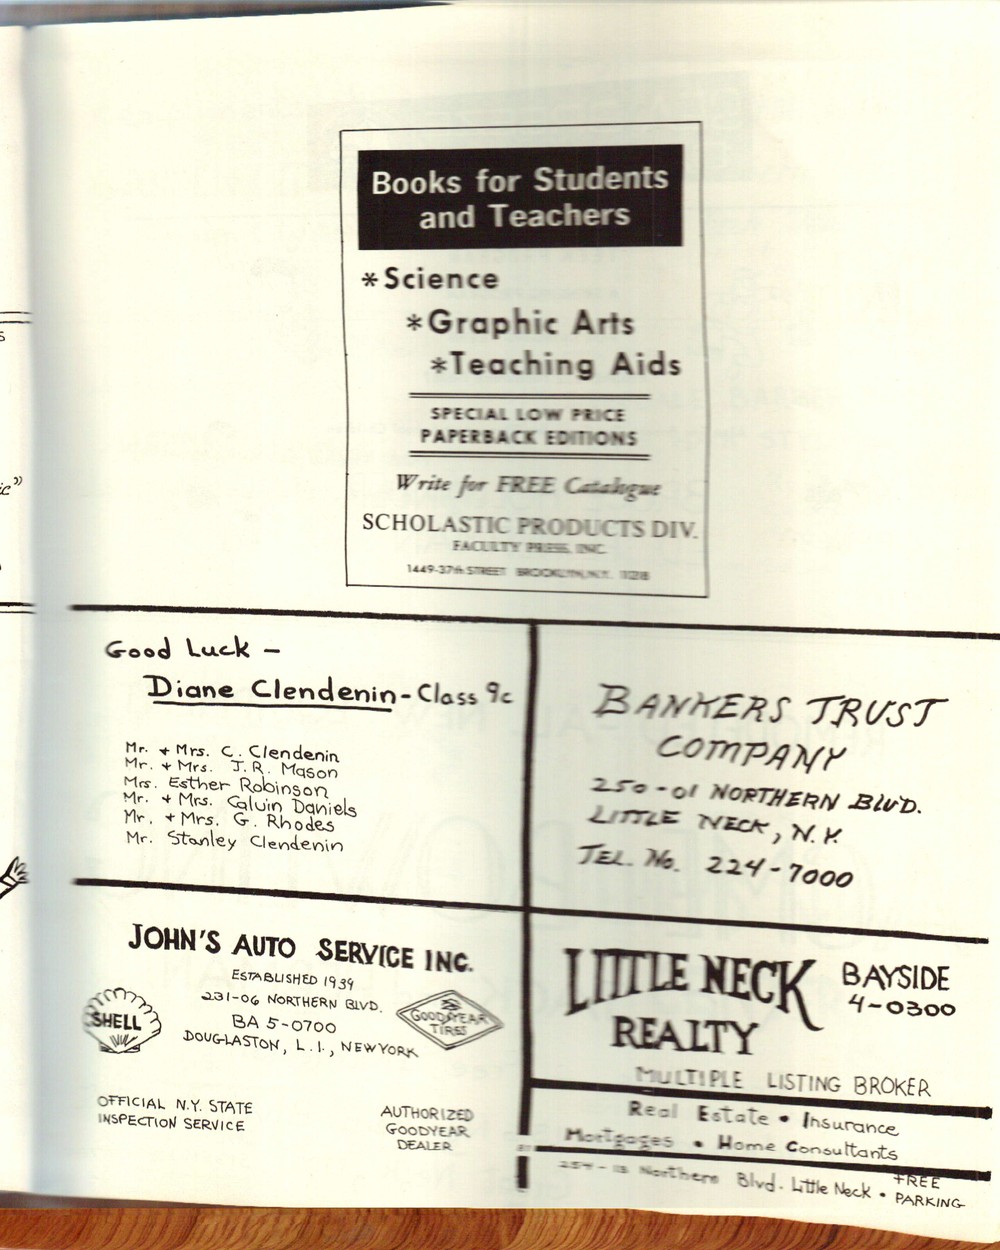 Books for Students
and Teachers
*Science
*Graphic Arts
*Teaching Aids
SPECIAL LOW PRICE
PAPERBACK EDITIONS
Write for FREE Catalogue
SCHOLASTIC PRODUCTS DIV.
FACULTY PRESS, INC.
1449-37th STREET BROOKLYN, N.Y. 11218
Good Luck -
Diane Clendenin - Class 9c
Mr. + Mrs. C. Clendenin
Mr. + Mrs. J.R. Mason
Mrs. Esther Robinson
Mr. + Mrs. Calvin Daniels
Mr. + Mrs. G. Rhodes
Mr. Stanley Clendenin
BANKERS TRUST
COMPANY
250-01 NORTHERN BLVD.
LITTLE NECK, N.Y.
TEL. No. 224-7000
JOHN'S AUTO SERVICE INC.
ESTABLISHED 1939
231-06 NORTHERN BLVD.
BA 5-0700
DOUGLASTON, L.I., NEW YORK
SHELL
GOODYEAR
TIRES
OFFICIAL N.Y. STATE
INSPECTION SERVICE
AUTHORIZED
GOODYEAR
DEALER
LITTLE NECK
REALTY
BAYSIDE
4-0300
MULTIPLE LISTING BROKER
Real Estate • Insurance
Mortgages • Home Consultants
Northern Blvd. Little Neck • FREE
PARKING